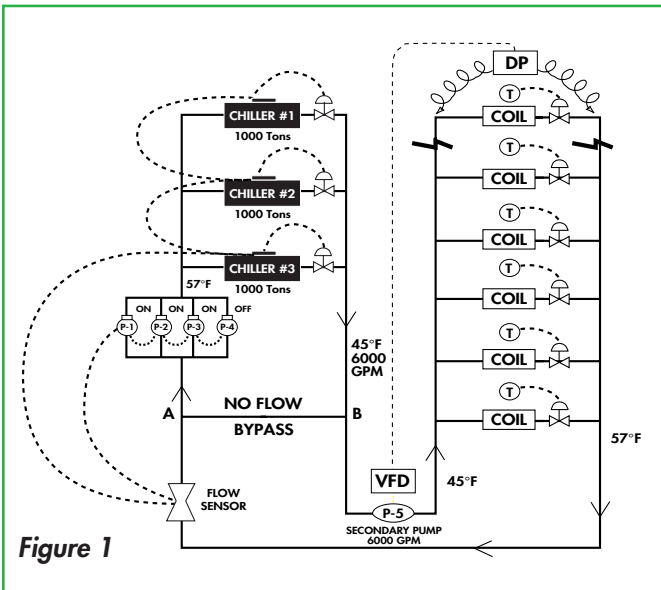 DP
T
COIL
CHILLER #1
1000 Tons
T
COIL
CHILLER #2
1000 Tons
T
COIL
CHILLER #3
1000 Tons
57°F
T
COIL
ON
ON
ON
OFF
P-1
P-2
P-3
P-4
45°F
6000
GPM
T
COIL
A
NO FLOW
BYPASS
B
T
COIL
57°F
FLOW
SENSOR
VFD
45°F
P-5
SECONDARY PUMP
6000 GPM
Figure 1